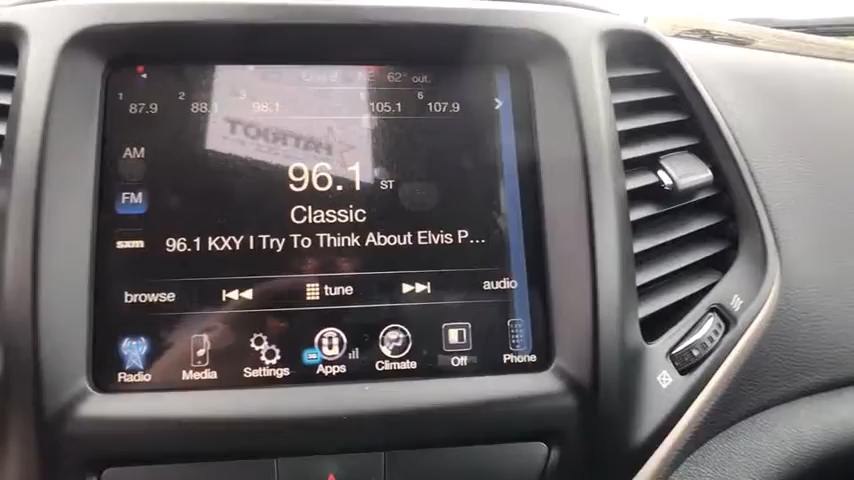 62° out.
1 87.9 2 88.1 3 98.1 105.1 6 107.9
AM
96.1 ST
FM
Classic
sxm 96.1 KXY I Try To Think About Elvis P...
browse tune audio
Radio Media Settings Apps Climate Off Phone